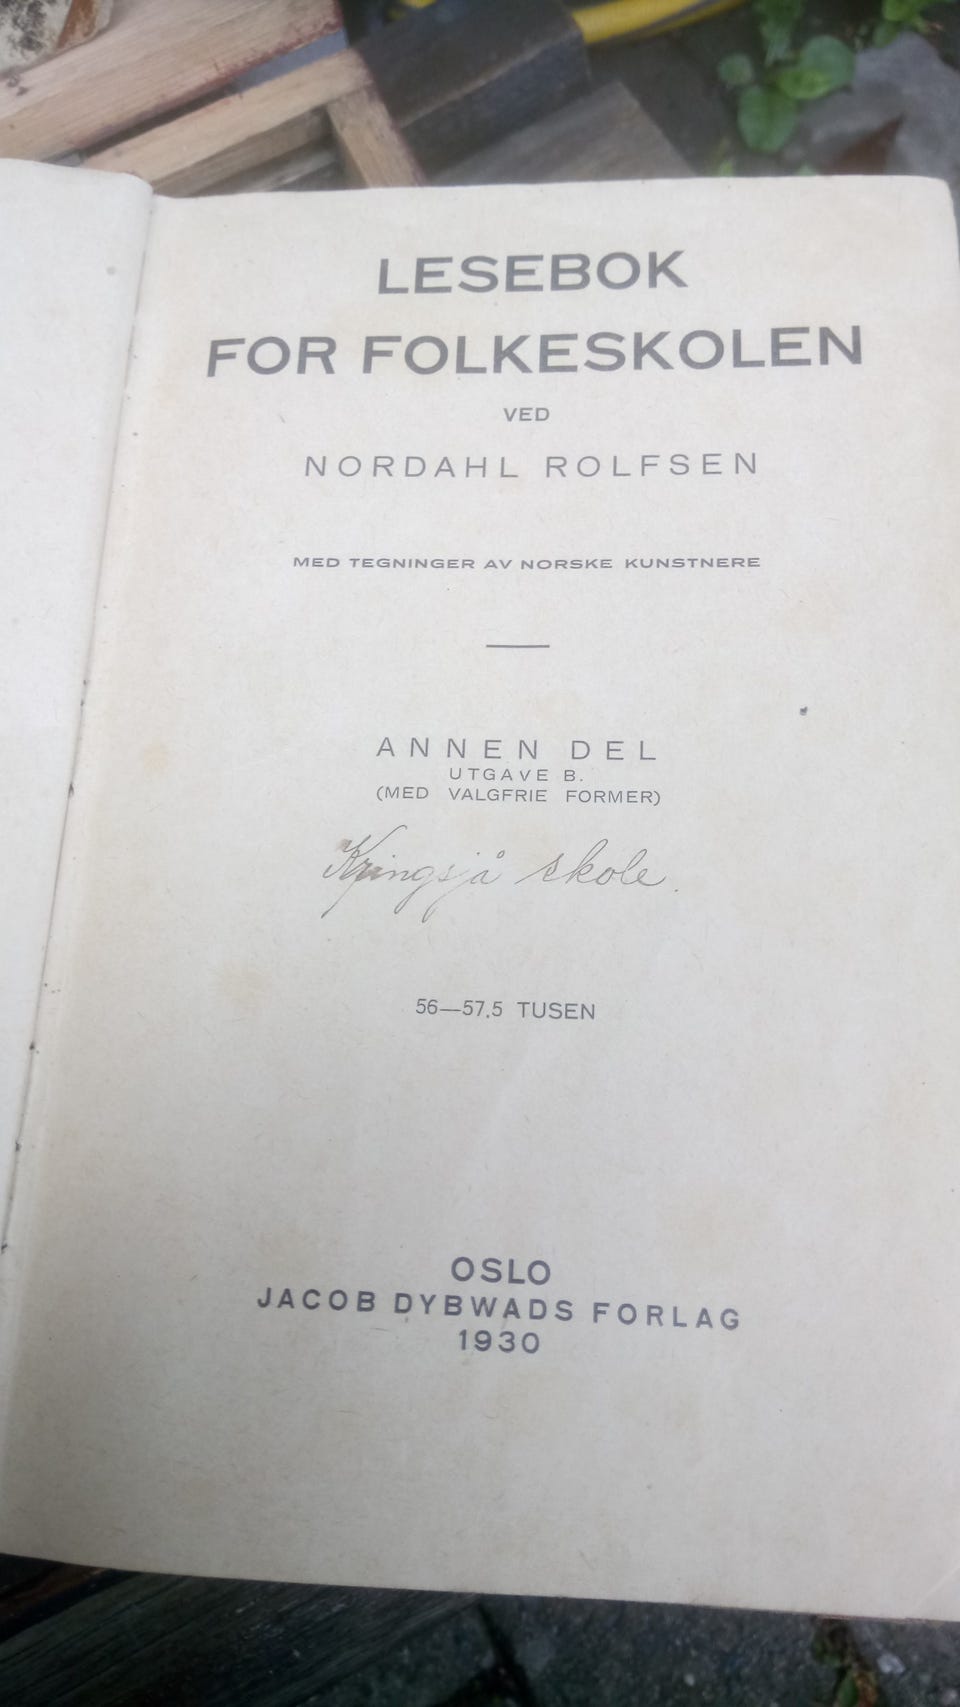 LESEBOK
FOR FOLKESKOLEN
VED
NORDAHL ROLFSEN
MED TEGNINGER AV NORSKE KUNSTNERE
ANNEN DEL
UTGAVE B.
(MED VALGFRIE FORMER)
Kringsjå skole.
56—57,5 TUSEN
OSLO
JACOB DYBWADS FORLAG
1930